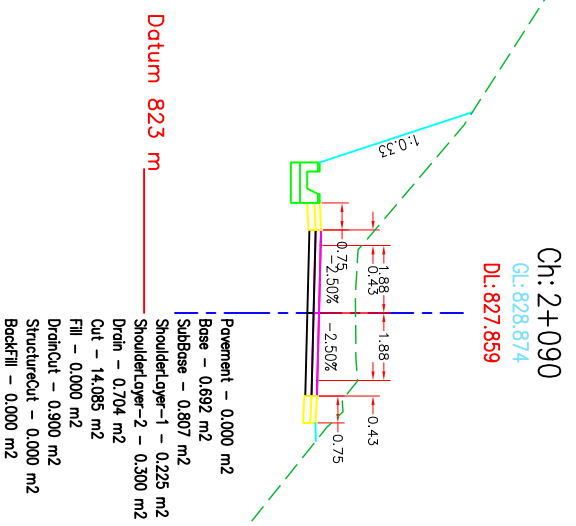 Ch: 2+090
GL: 828.874
DL: 827.859
1:0.33
1.88
1.88
0.43
0.43
0.75
0.75
-2.50%
-2.50%
Datum 823 m
Pavement - 0.000 m2
Base - 0.692 m2
SubBase - 0.807 m2
ShoulderLayer-1 - 0.225 m2
ShoulderLayer-2 - 0.300 m2
Drain - 0.704 m2
Cut - 14.085 m2
Fill - 0.000 m2
DrainCut - 0.900 m2
StructureCut - 0.000 m2
BackFill - 0.000 m2